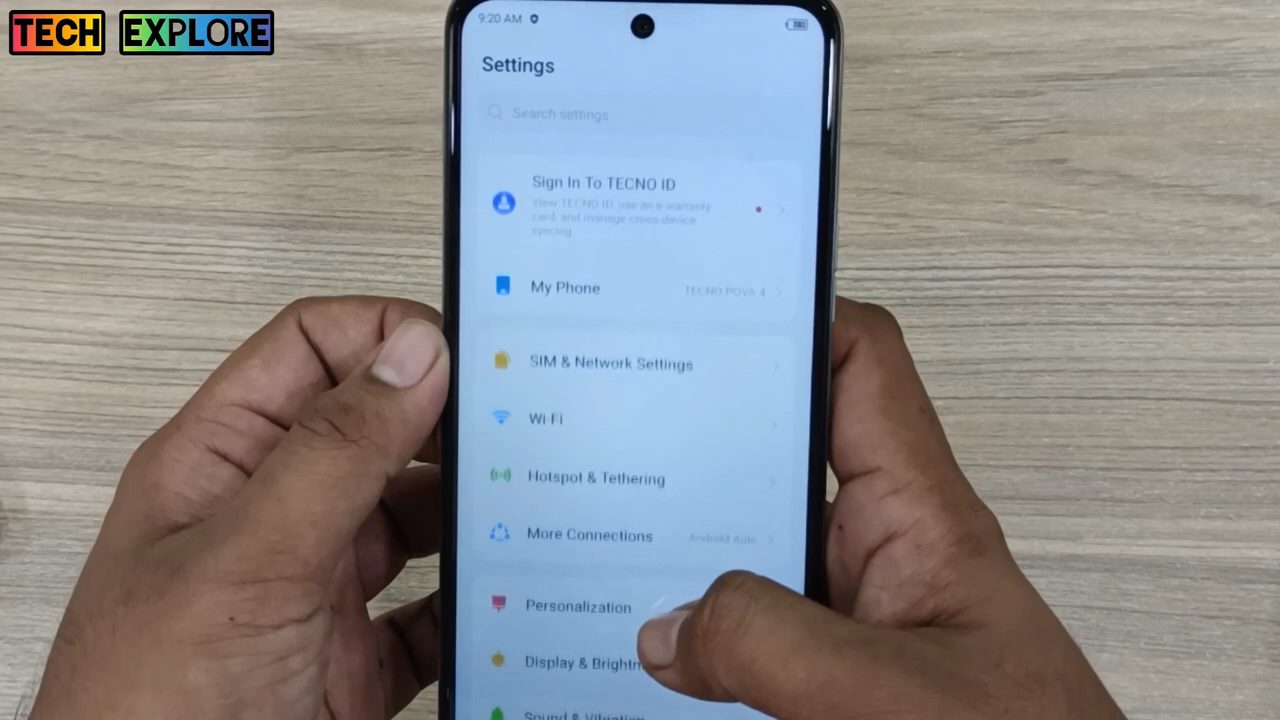 TECH EXPLORE
9:20 AM
Settings
Search settings
Sign In To TECNO ID
View TECNO ID, use an e-warranty
card, and manage cross-device
syncing
My Phone
TECNO POVA 4
SIM & Network Settings
Wi-Fi
Hotspot & Tethering
More Connections
Android Auto
Personalization
Display & Brightn
Sound & Vibration